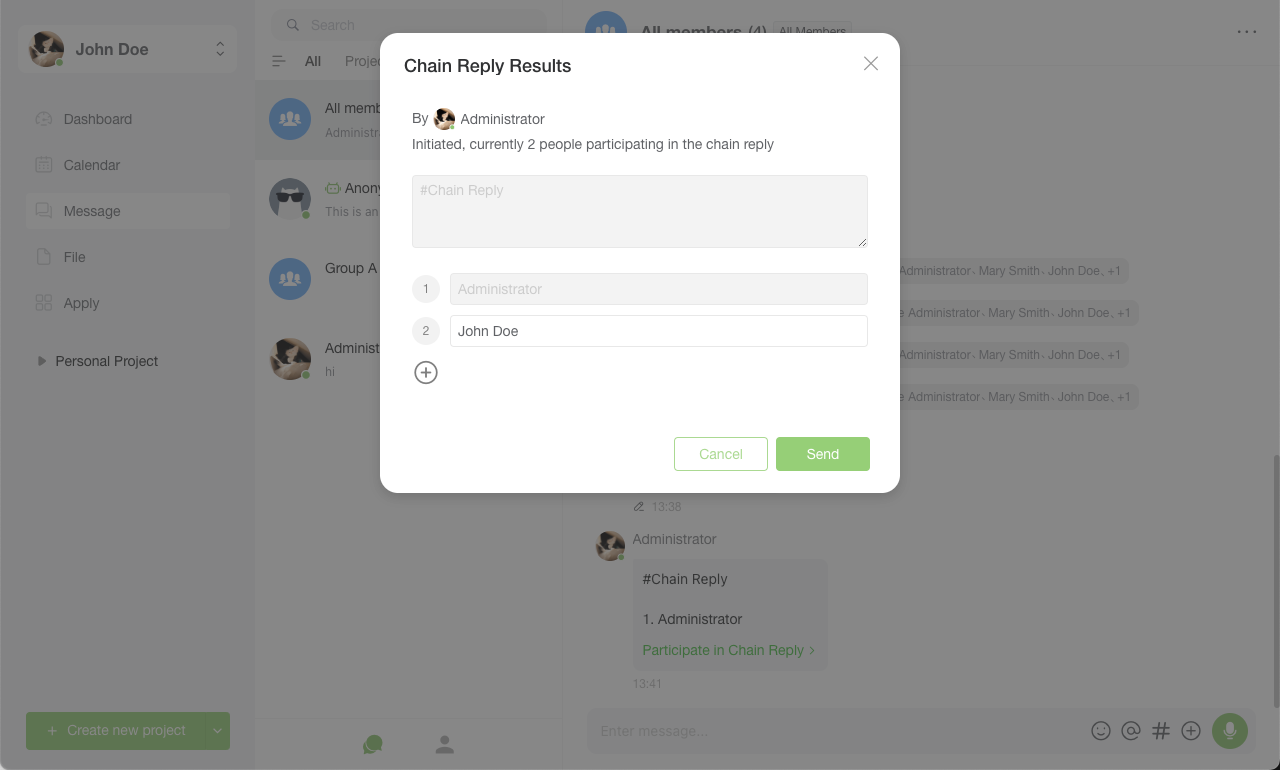 John Doe
Dashboard
Calendar
Message
File
Apply
Personal Project
Create new project
Search
All
Projec
All memb
Administra
Anony
This is an
Group A
Administ
hi
All members (4)
All Members
Administrator
Mary Smith
John Doe, +1
e Administrator
Mary Smith
John Doe, +1
Administrator
Mary Smith
John Doe, +1
e Administrator
Mary Smith
John Doe, +1
13:38
Administrator
#Chain Reply
1. Administrator
Participate in Chain Reply
13:41
Enter message...
Chain Reply Results
By Administrator
Initiated, currently 2 people participating in the chain reply
#Chain Reply
1 Administrator
2 John Doe
Cancel
Send